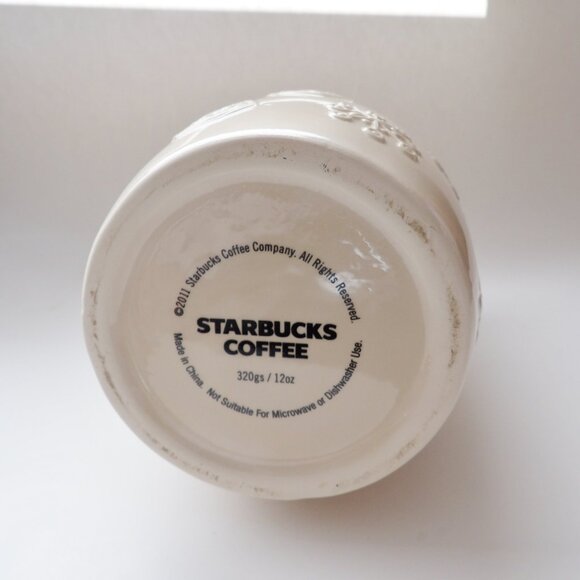 ©2011 Starbucks Coffee Company. All Rights Reserved.
STARBUCKS
COFFEE
320gs / 12oz
Made in China. Not Suitable For Microwave or Dishwasher Use.